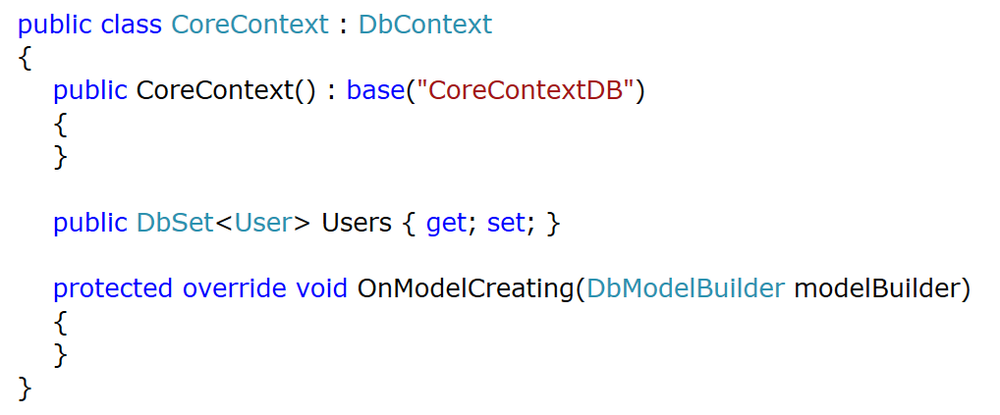 public class CoreContext : DbContext
{
    public CoreContext() : base("CoreContextDB")
    {
    }

    public DbSet<User> Users { get; set; }

    protected override void OnModelCreating(DbModelBuilder modelBuilder)
    {
    }
}